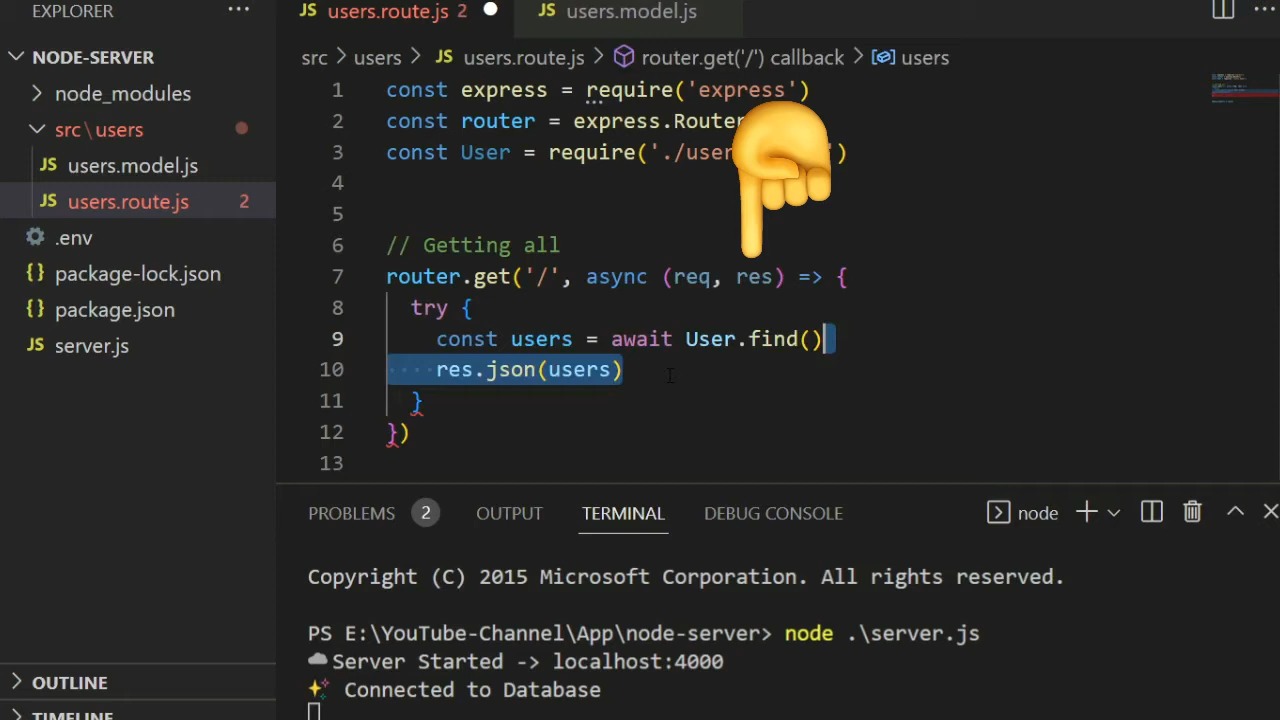 EXPLORER
users.route.js 2
JS users.model.js
NODE-SERVER
node_modules
src\users
JS users.model.js
JS users.route.js 2
.env
{} package-lock.json
{} package.json
JS server.js
OUTLINE
TIMELINE
src > users > JS users.route.js > router.get('/') callback > users
1 const express = require('express')
2 const router = express.Router
3 const User = require('./user ')
4
5
6 // Getting all
7 router.get('/', async (req, res) => {
8 try {
9 const users = await User.find()
10 ····res.json(users)
11 }
12 })
13
PROBLEMS 2 OUTPUT TERMINAL DEBUG CONSOLE node
Copyright (C) 2015 Microsoft Corporation. All rights reserved.
PS E:\YouTube-Channel\App\node-server> node .\server.js
Server Started -> localhost:4000
Connected to Database